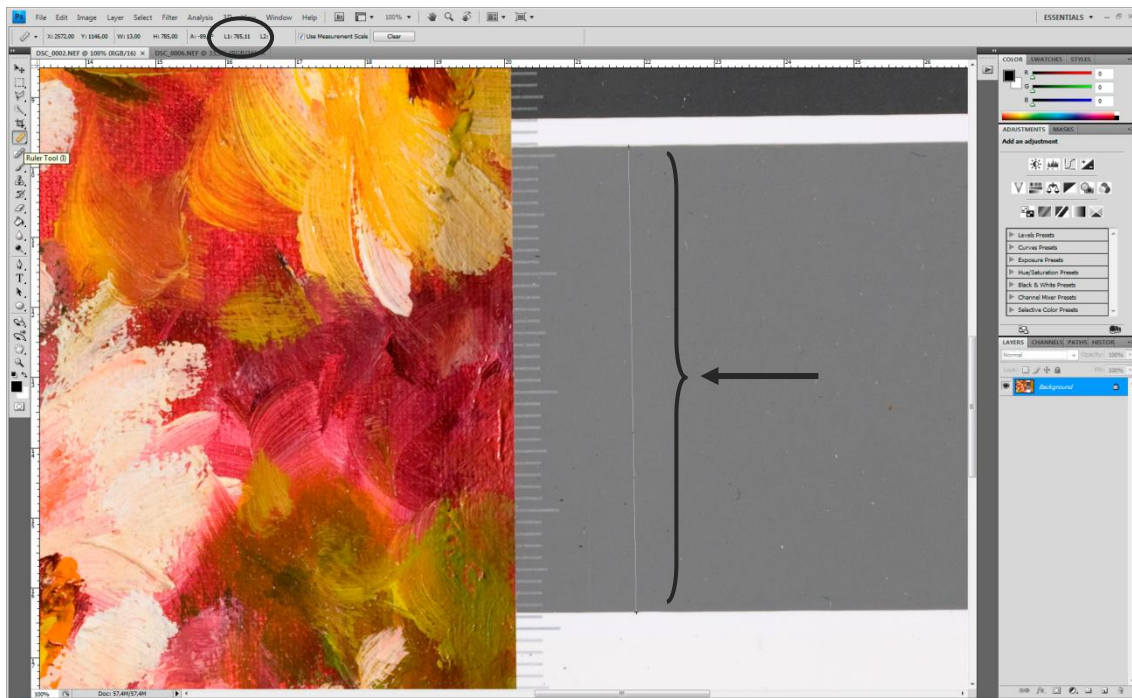 Ps File Edit Image Layer Select Filter Analysis View Window Help 100% ESSENTIALS
X: 2572,00 Y: 1146,00 W: 13,00 H: 785,00 L1: 785,11 L2: Use Measurement Scale Clear
DSC_0002.NEF @ 100% (RGB/16) ×
14 15 16 17 18 19 20 21 22 23 24 25 26
COLOR SWATCHES STYLES
R 0
G 0
B 0
ADJUSTMENTS MASKS
Add an adjustment
Ruler Tool (I)
T
Levels Presets
Curves Presets
Exposure Presets
Hue/Saturation Presets
Black & White Presets
Channel Mixer Presets
Selective Color Presets
LAYERS CHANNELS PATHS HISTOR
Normal Opacity: 100%
Fill: 100%
Background
100% Doc: 57,4M/57,4M